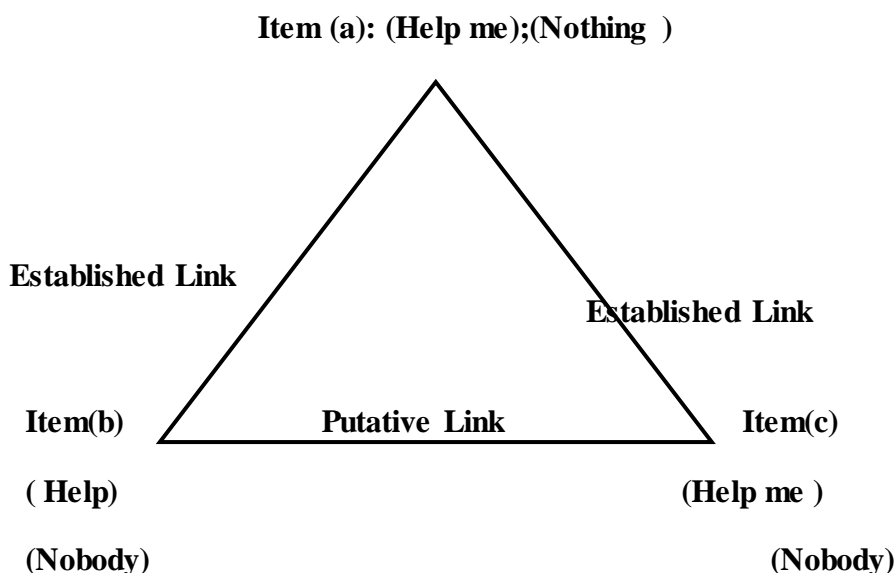 Item (a): (Help me);(Nothing )
Established Link
Established Link
Item(b) Putative Link Item(c)
( Help) (Help me )
(Nobody) (Nobody)